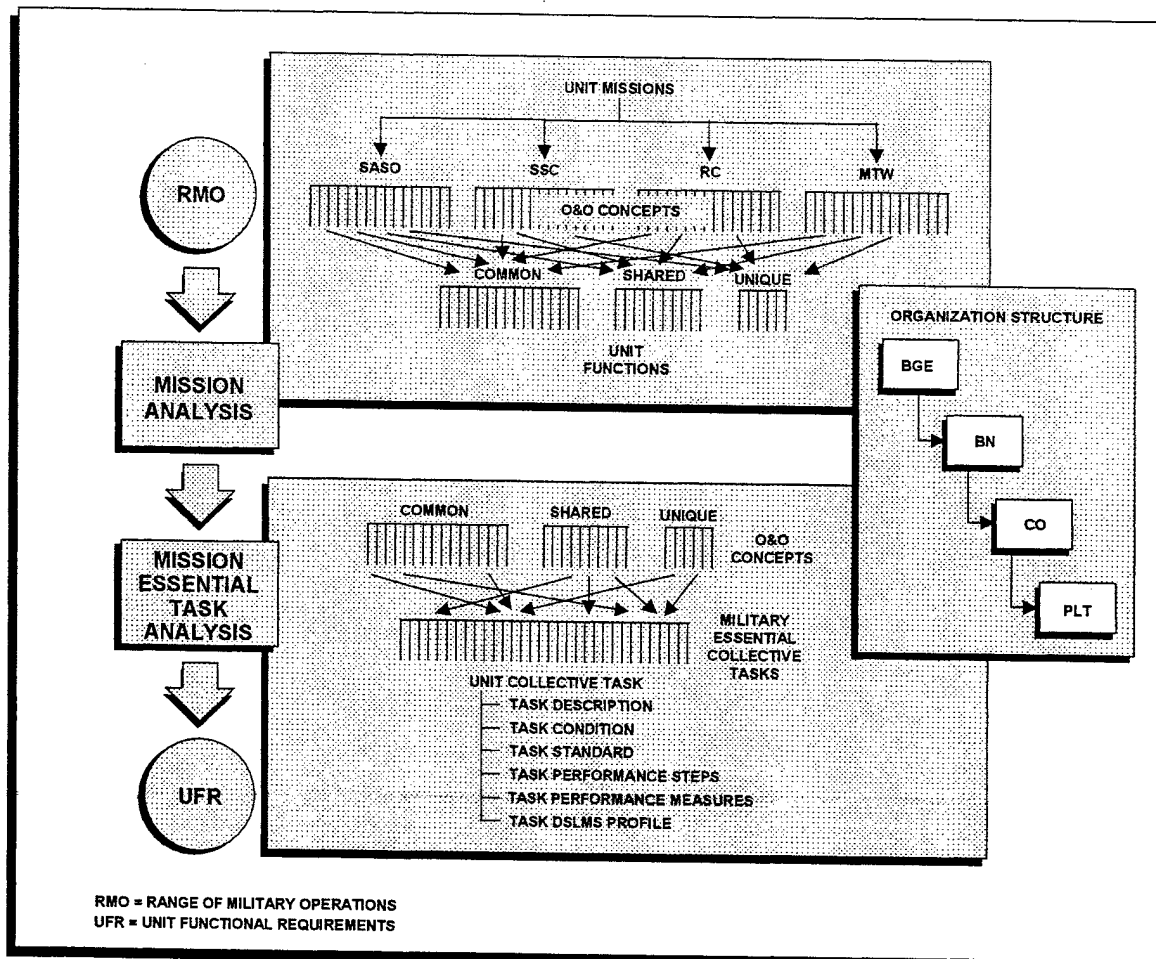 UNIT MISSIONS
SASO
SSC
RC
MTW
RMO
O&O CONCEPTS
COMMON
SHARED
UNIQUE
UNIT
FUNCTIONS
MISSION
ANALYSIS
ORGANIZATION STRUCTURE
BGE
BN
CO
PLT
COMMON
SHARED
UNIQUE
O&O
CONCEPTS
MISSION
ESSENTIAL
TASK
ANALYSIS
MILITARY
ESSENTIAL
COLLECTIVE
TASKS
UNIT COLLECTIVE TASK
TASK DESCRIPTION
TASK CONDITION
TASK STANDARD
TASK PERFORMANCE STEPS
TASK PERFORMANCE MEASURES
TASK DSLMS PROFILE
UFR
RMO = RANGE OF MILITARY OPERATIONS
UFR = UNIT FUNCTIONAL REQUIREMENTS